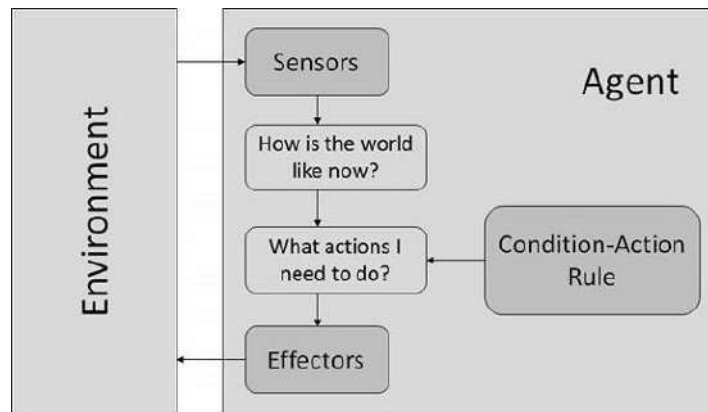 Environment
Sensors
Agent
How is the world
like now?
What actions I
need to do?
Condition-Action
Rule
Effectors